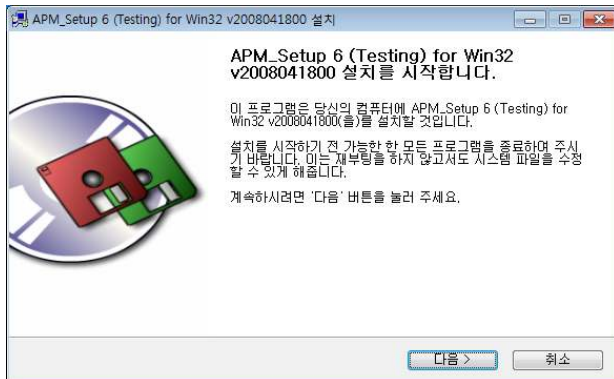 APM_Setup 6 (Testing) for Win32 v2008041800 설치
APM_Setup 6 (Testing) for Win32
v2008041800 설치를 시작합니다.
이 프로그램은 당신의 컴퓨터에 APM_Setup 6 (Testing) for
Win32 v2008041800(을)를 설치할 것입니다.
설치를 시작하기 전 가능한 한 모든 프로그램을 종료하여 주시
기 바랍니다. 이는 재부팅을 하지 않고서도 시스템 파일을 수정
할 수 있게 해줍니다.
계속하시려면 '다음' 버튼을 눌러 주세요.
다음 >
취소